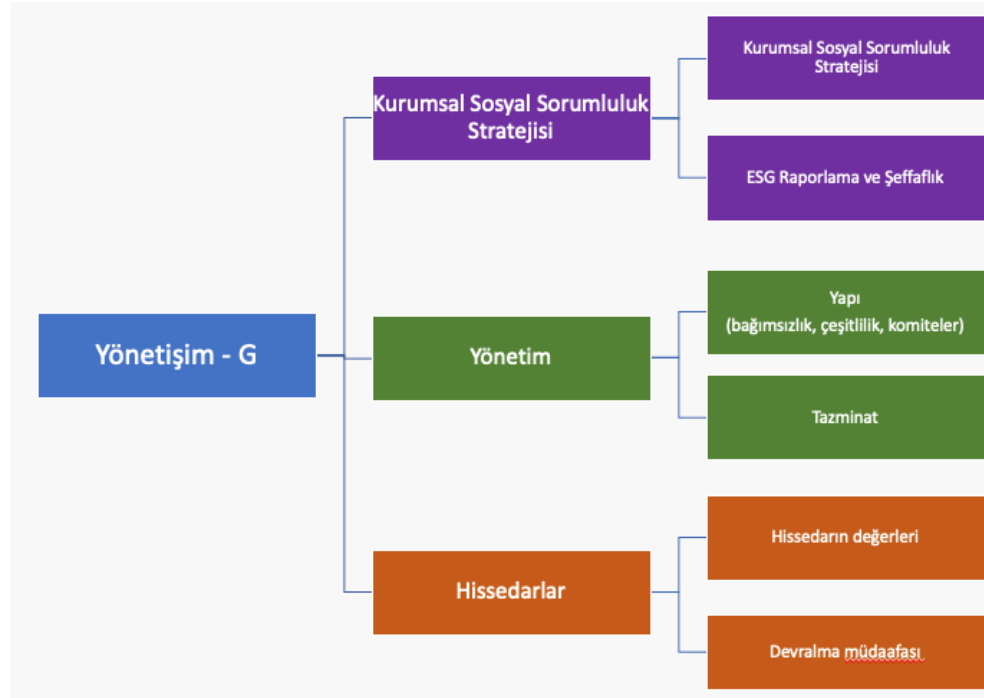 Yönetişim - G
Kurumsal Sosyal Sorumluluk
Stratejisi
Kurumsal Sosyal Sorumluluk
Stratejisi
ESG Raporlama ve Şeffaflık
Yönetim
Yapı
(bağımsızlık, çeşitlilik, komiteler)
Tazminat
Hissedarlar
Hissedarın değerleri
Devralma müdaafası